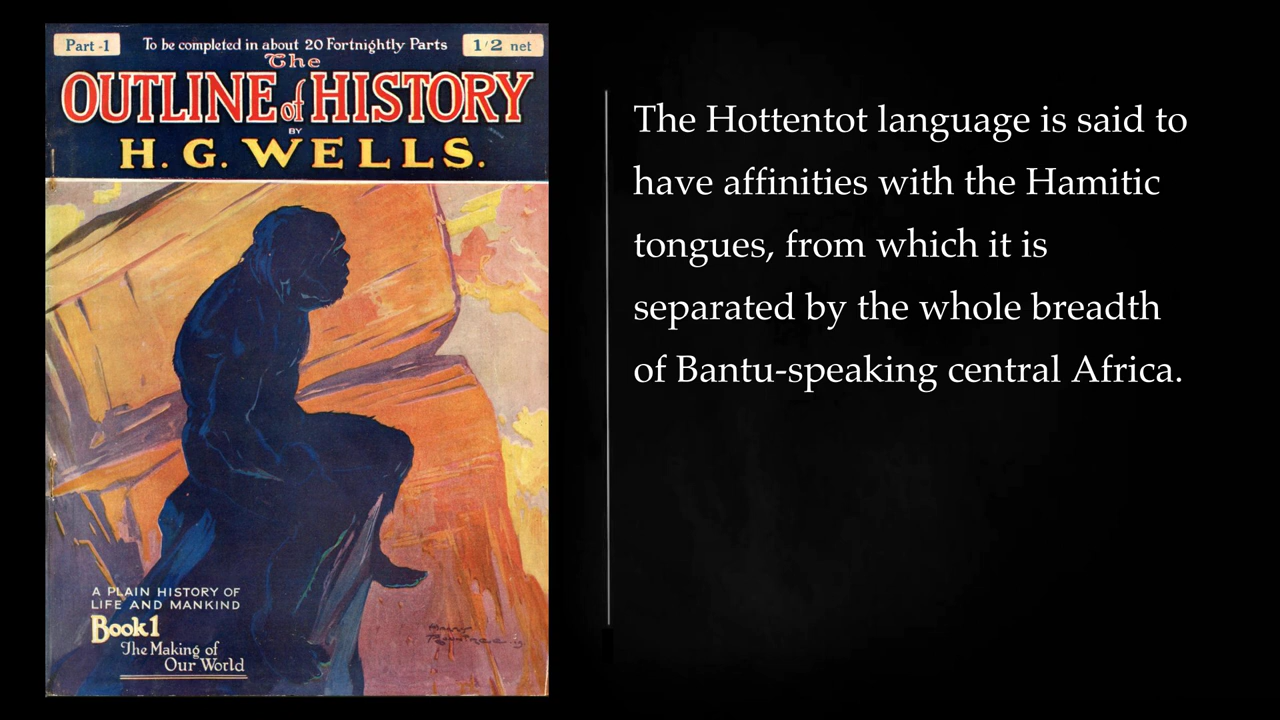 Part -1
To be completed in about 20 Fortnightly Parts
1/2 net
The
OUTLINE of HISTORY
BY
H. G. WELLS.
A PLAIN HISTORY OF
LIFE AND MANKIND
Book 1
The Making of
Our World
The Hottentot language is said to
have affinities with the Hamitic
tongues, from which it is
separated by the whole breadth
of Bantu-speaking central Africa.